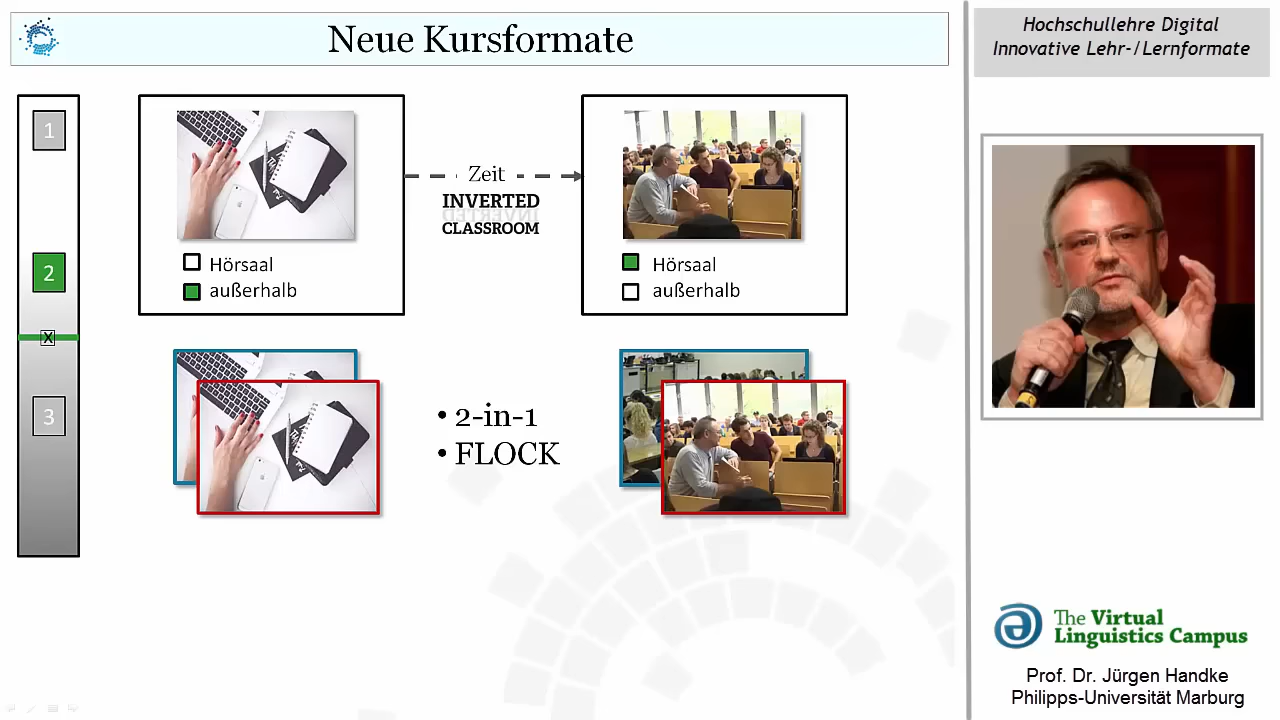 Neue Kursformate
Hochschullehre Digital
Innovative Lehr-/Lernformate
1
2
X
3
Hörsaal
außerhalb
Zeit
INVERTED
CLASSROOM
Hörsaal
außerhalb
• 2-in-1
• FLOCK
The Virtual
Linguistics Campus
Prof. Dr. Jürgen Handke
Philipps-Universität Marburg